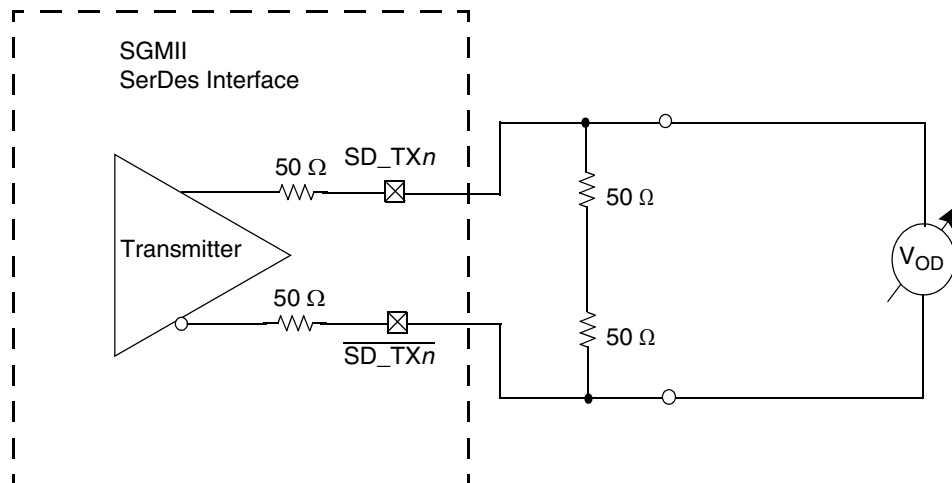 SGMII
SerDes Interface
50 Ω
SD_TXn
50 Ω
Transmitter
VOD
50 Ω
50 Ω
SD_TXn